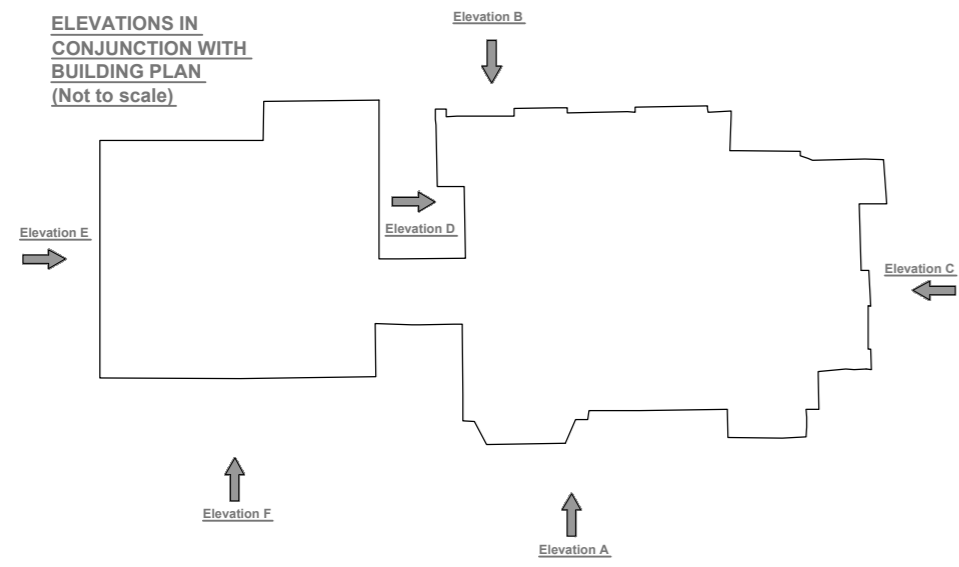 ELEVATIONS IN
CONJUNCTION WITH
BUILDING PLAN
(Not to scale)
Elevation B
Elevation E
Elevation D
Elevation C
Elevation F
Elevation A